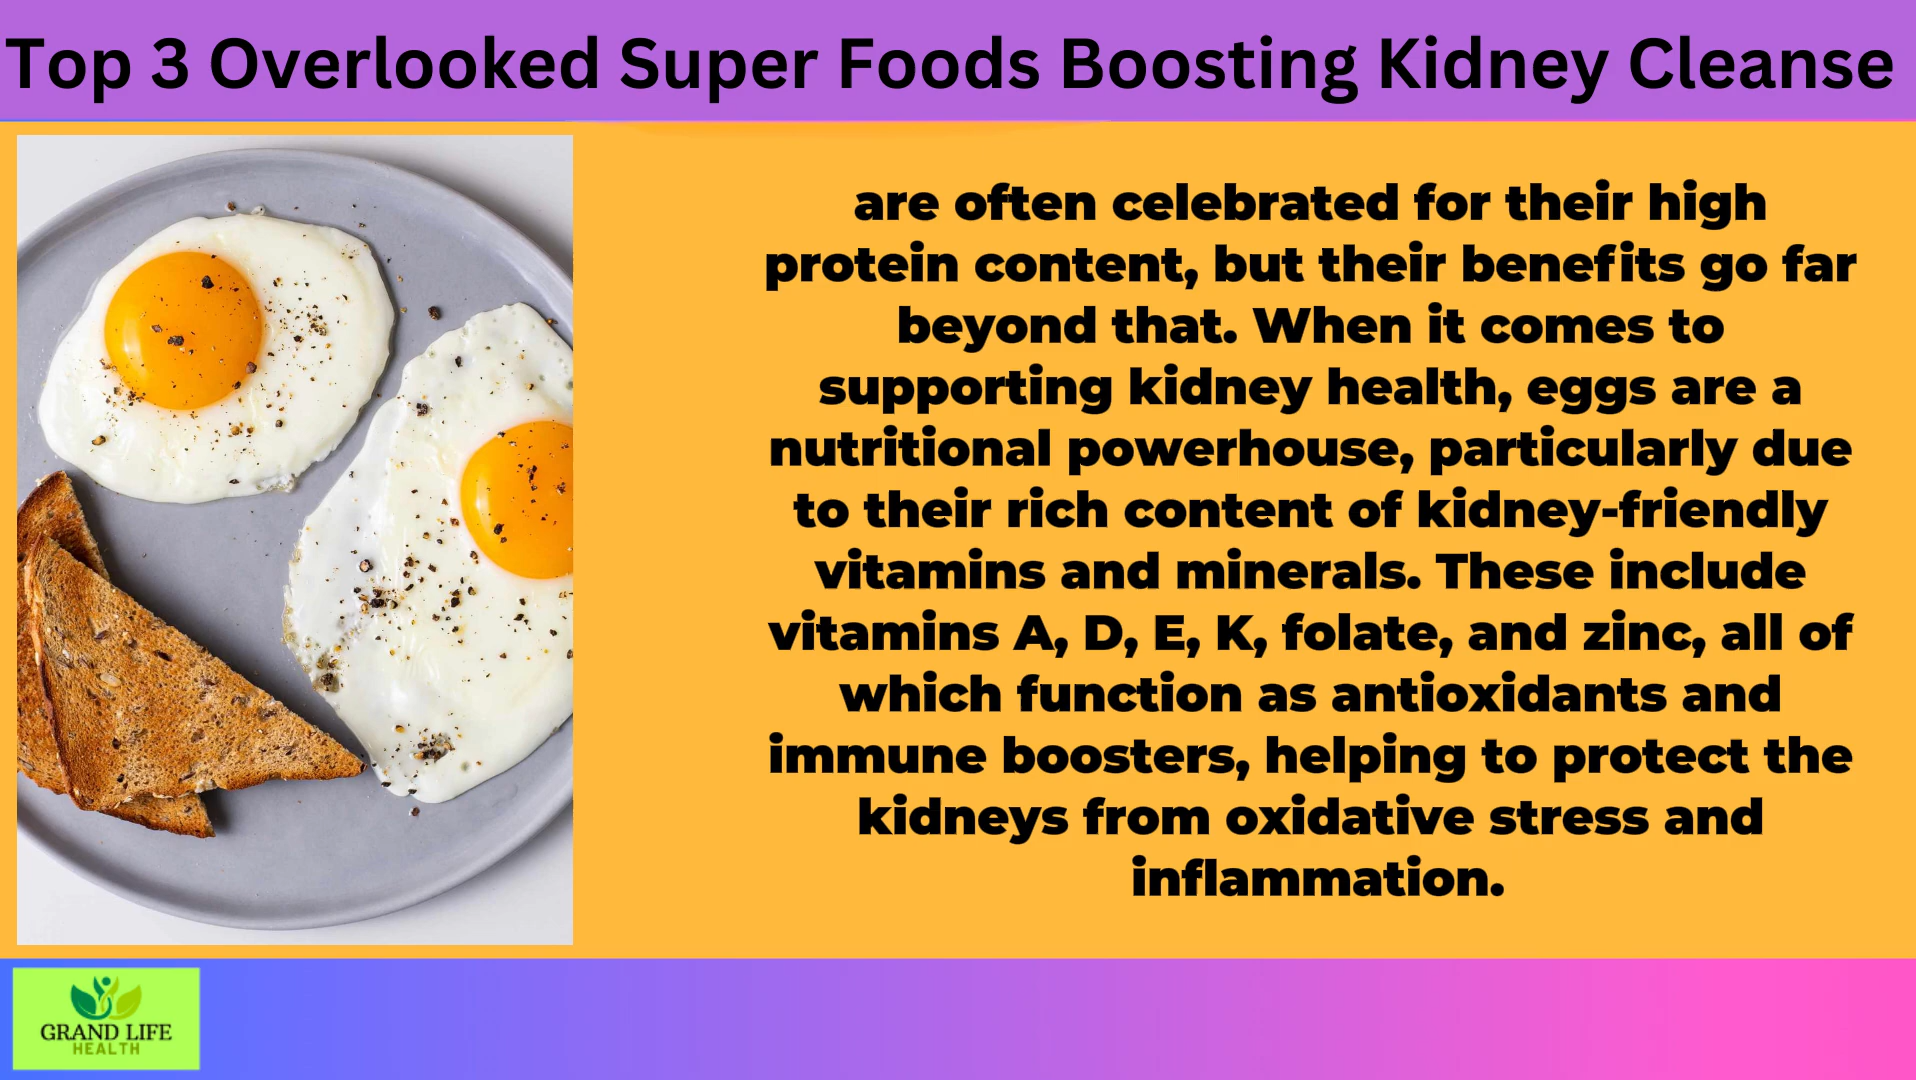 Top 3 Overlooked Super Foods Boosting Kidney Cleanse
are often celebrated for their high
protein content, but their benefits go far
beyond that. When it comes to
supporting kidney health, eggs are a
nutritional powerhouse, particularly due
to their rich content of kidney-friendly
vitamins and minerals. These include
vitamins A, D, E, K, folate, and zinc, all of
which function as antioxidants and
immune boosters, helping to protect the
kidneys from oxidative stress and
inflammation.
GRAND LIFE
HEALTH